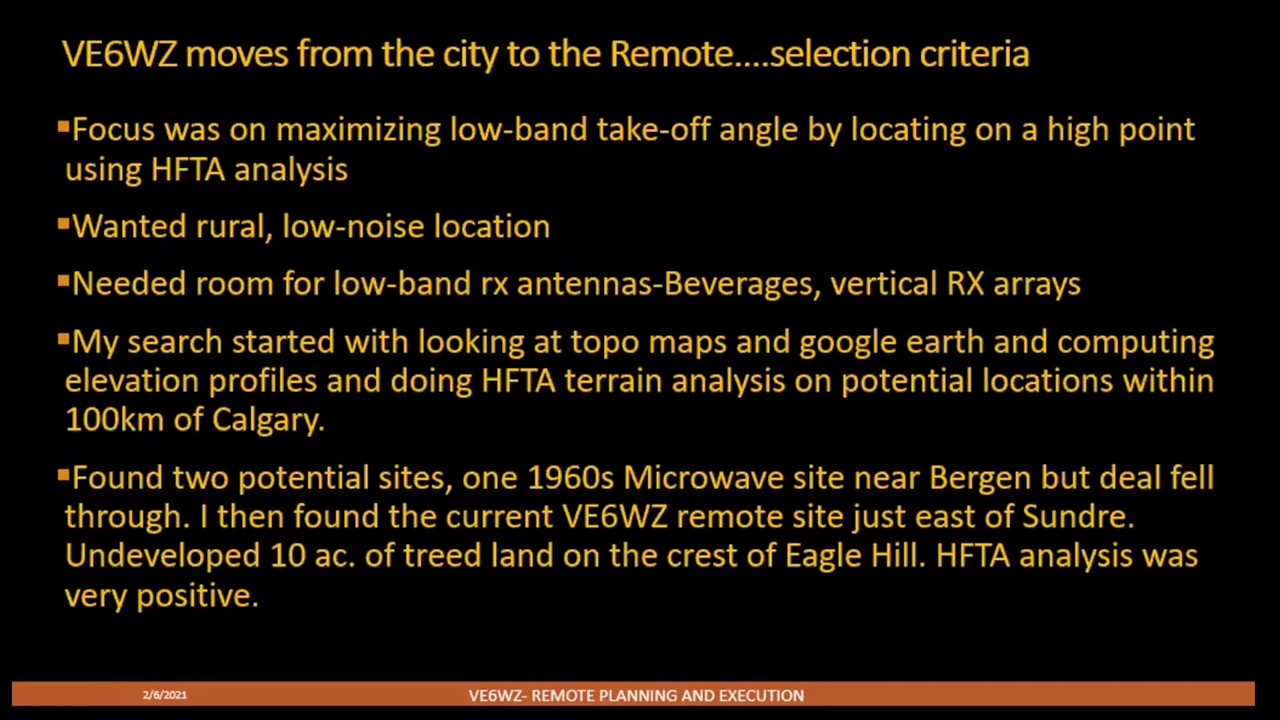 VE6WZ moves from the city to the Remote....selection criteria
▪Focus was on maximizing low-band take-off angle by locating on a high point
using HFTA analysis
▪Wanted rural, low-noise location
▪Needed room for low-band rx antennas-Beverages, vertical RX arrays
▪My search started with looking at topo maps and google earth and computing
elevation profiles and doing HFTA terrain analysis on potential locations within
100km of Calgary.
▪Found two potential sites, one 1960s Microwave site near Bergen but deal fell
through. I then found the current VE6WZ remote site just east of Sundre.
Undeveloped 10 ac. of treed land on the crest of Eagle Hill. HFTA analysis was
very positive.
2/6/2021 VE6WZ- REMOTE PLANNING AND EXECUTION